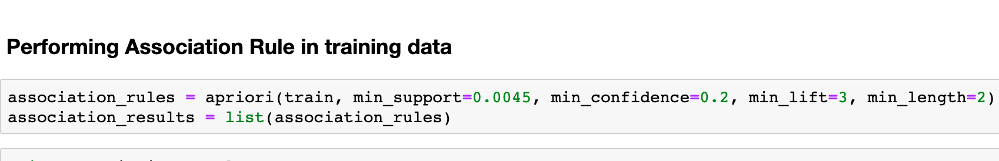 Performing Association Rule in training data
association_rules = apriori(train, min_support=0.0045, min_confidence=0.2, min_lift=3, min_length=2)
association_results = list(association_rules)